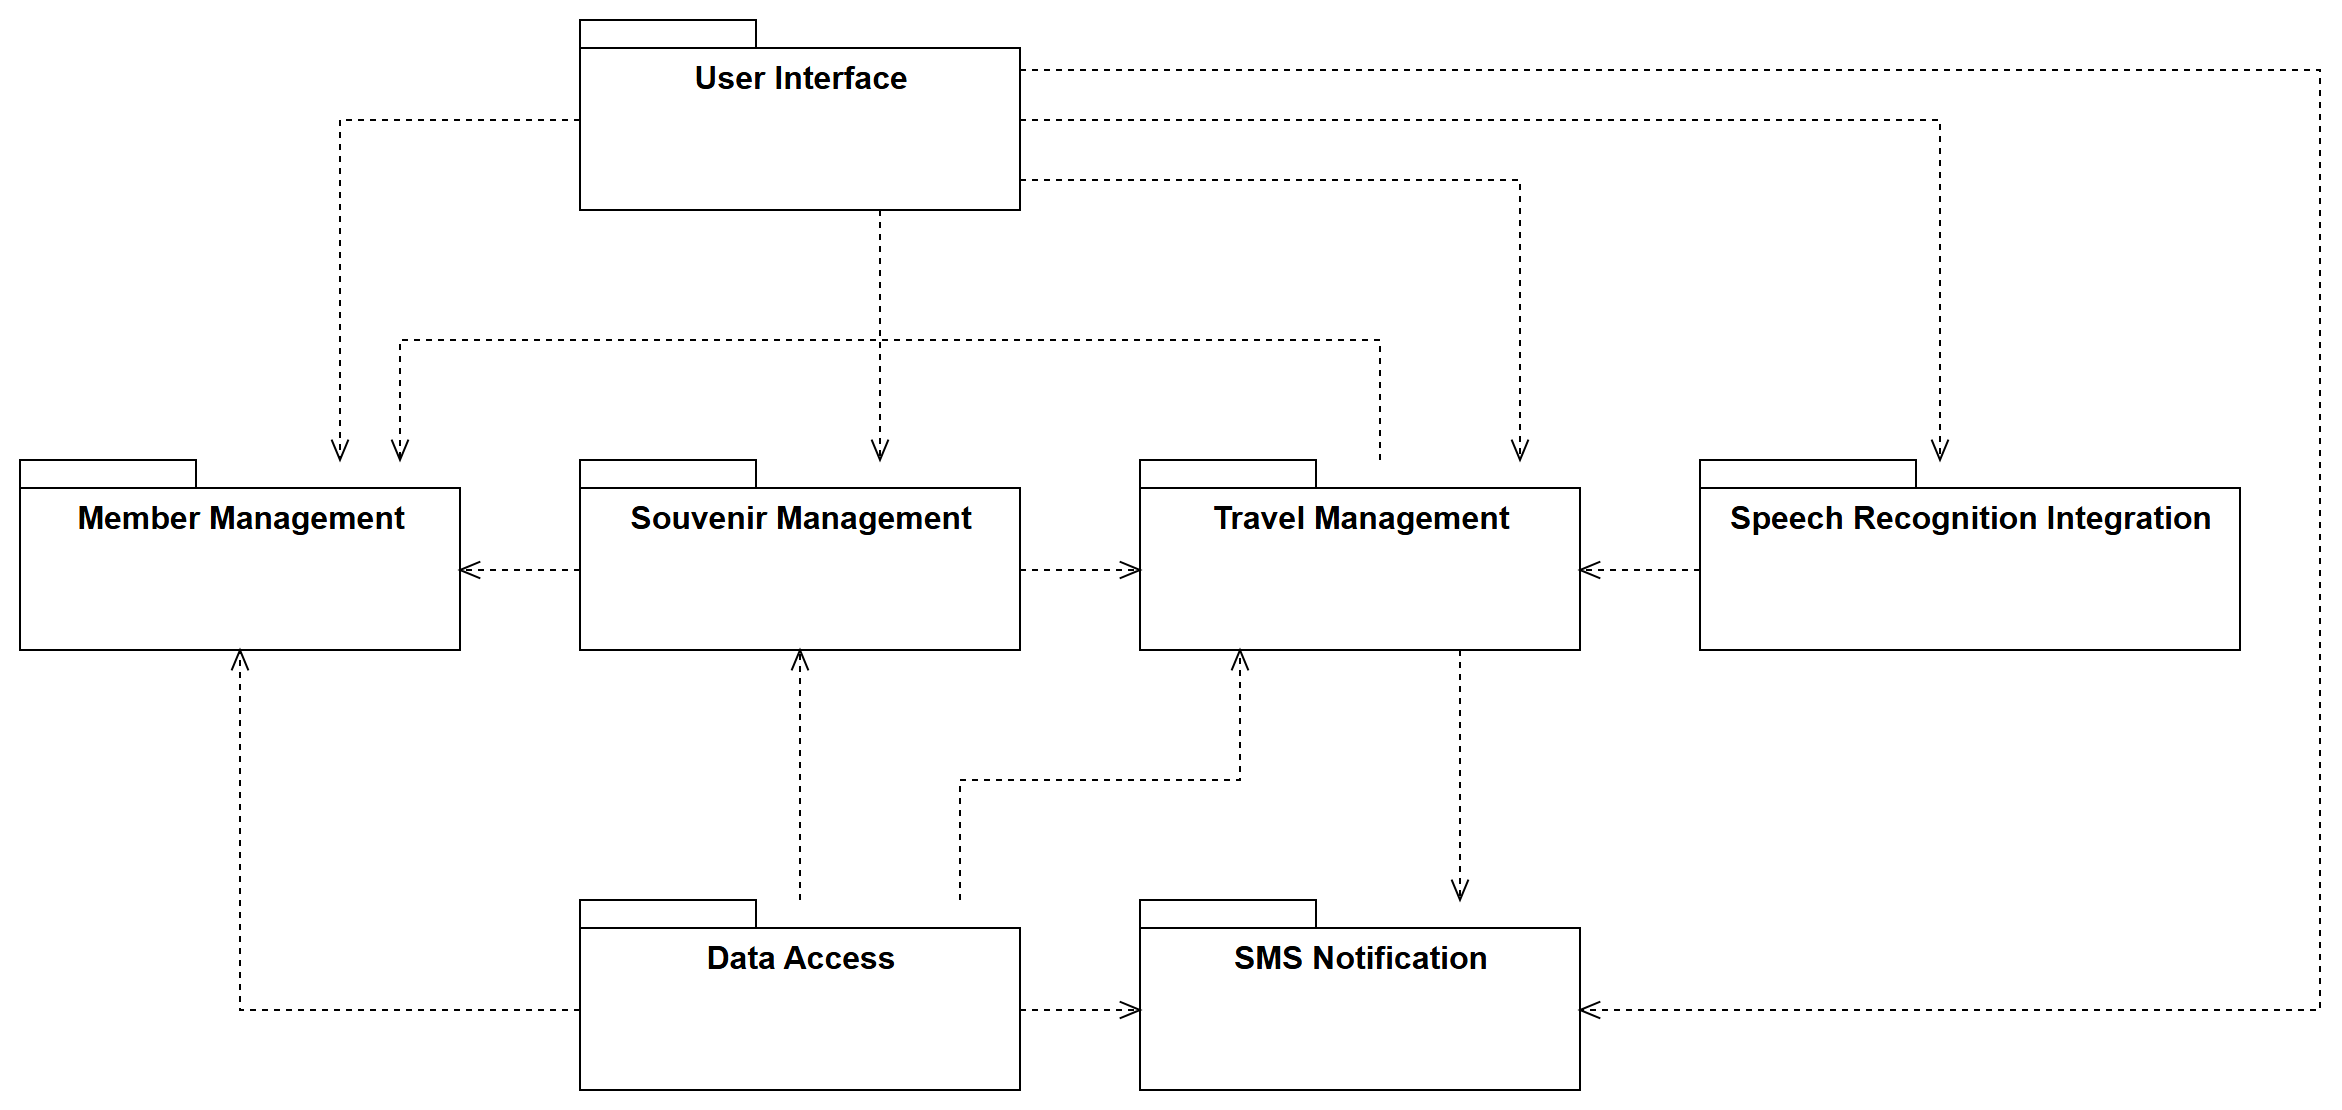 User Interface
Member Management
Souvenir Management
Travel Management
Speech Recognition Integration
Data Access
SMS Notification